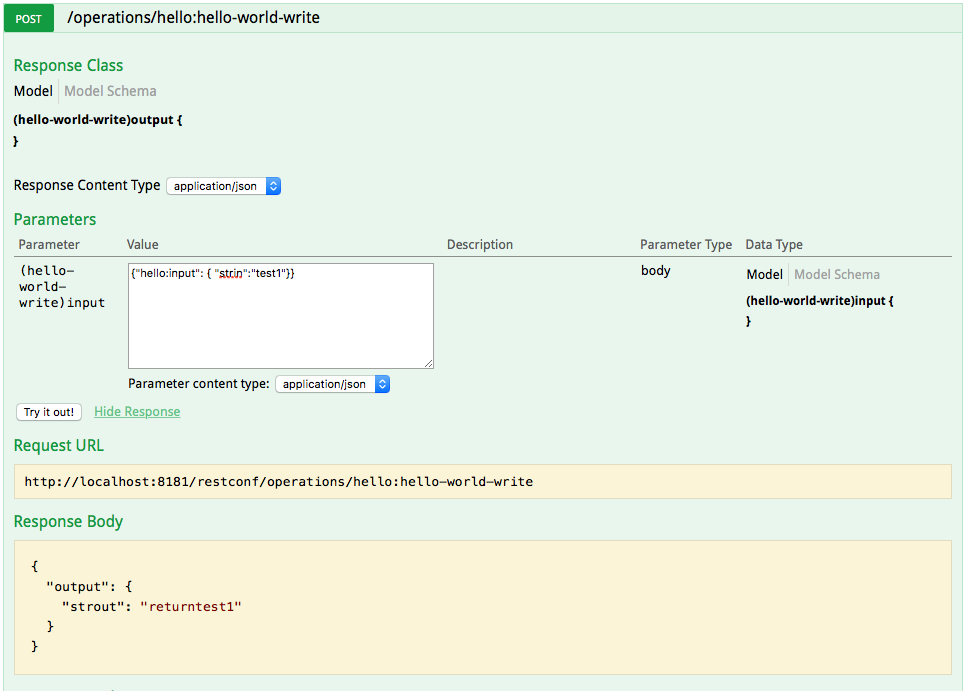 POST /operations/hello:hello-world-write
Response Class
Model Model Schema
(hello-world-write)output {
}
Response Content Type application/json
Parameters
Parameter Value Description Parameter Type Data Type
(hello-
world-
write)input
{"hello:input": { "strin":"test1"}}
body
Model Model Schema
(hello-world-write)input {
}
Parameter content type: application/json
Try it out! Hide Response
Request URL
http://localhost:8181/restconf/operations/hello:hello-world-write
Response Body
{
"output": {
"strout": "returntest1"
}
}